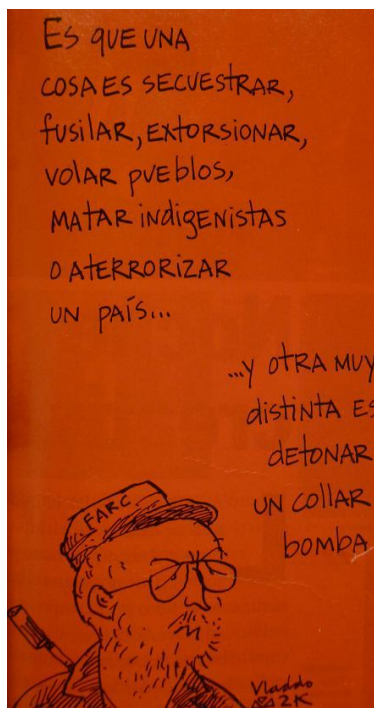 Es que una
cosa es secuestrar,
fusilar, extorsionar,
volar pueblos,
matar indigenistas
o aterrorizar
un país...
...y otra muy
distinta es
detonar
un collar
bomba
FARC
Vladdo
2K